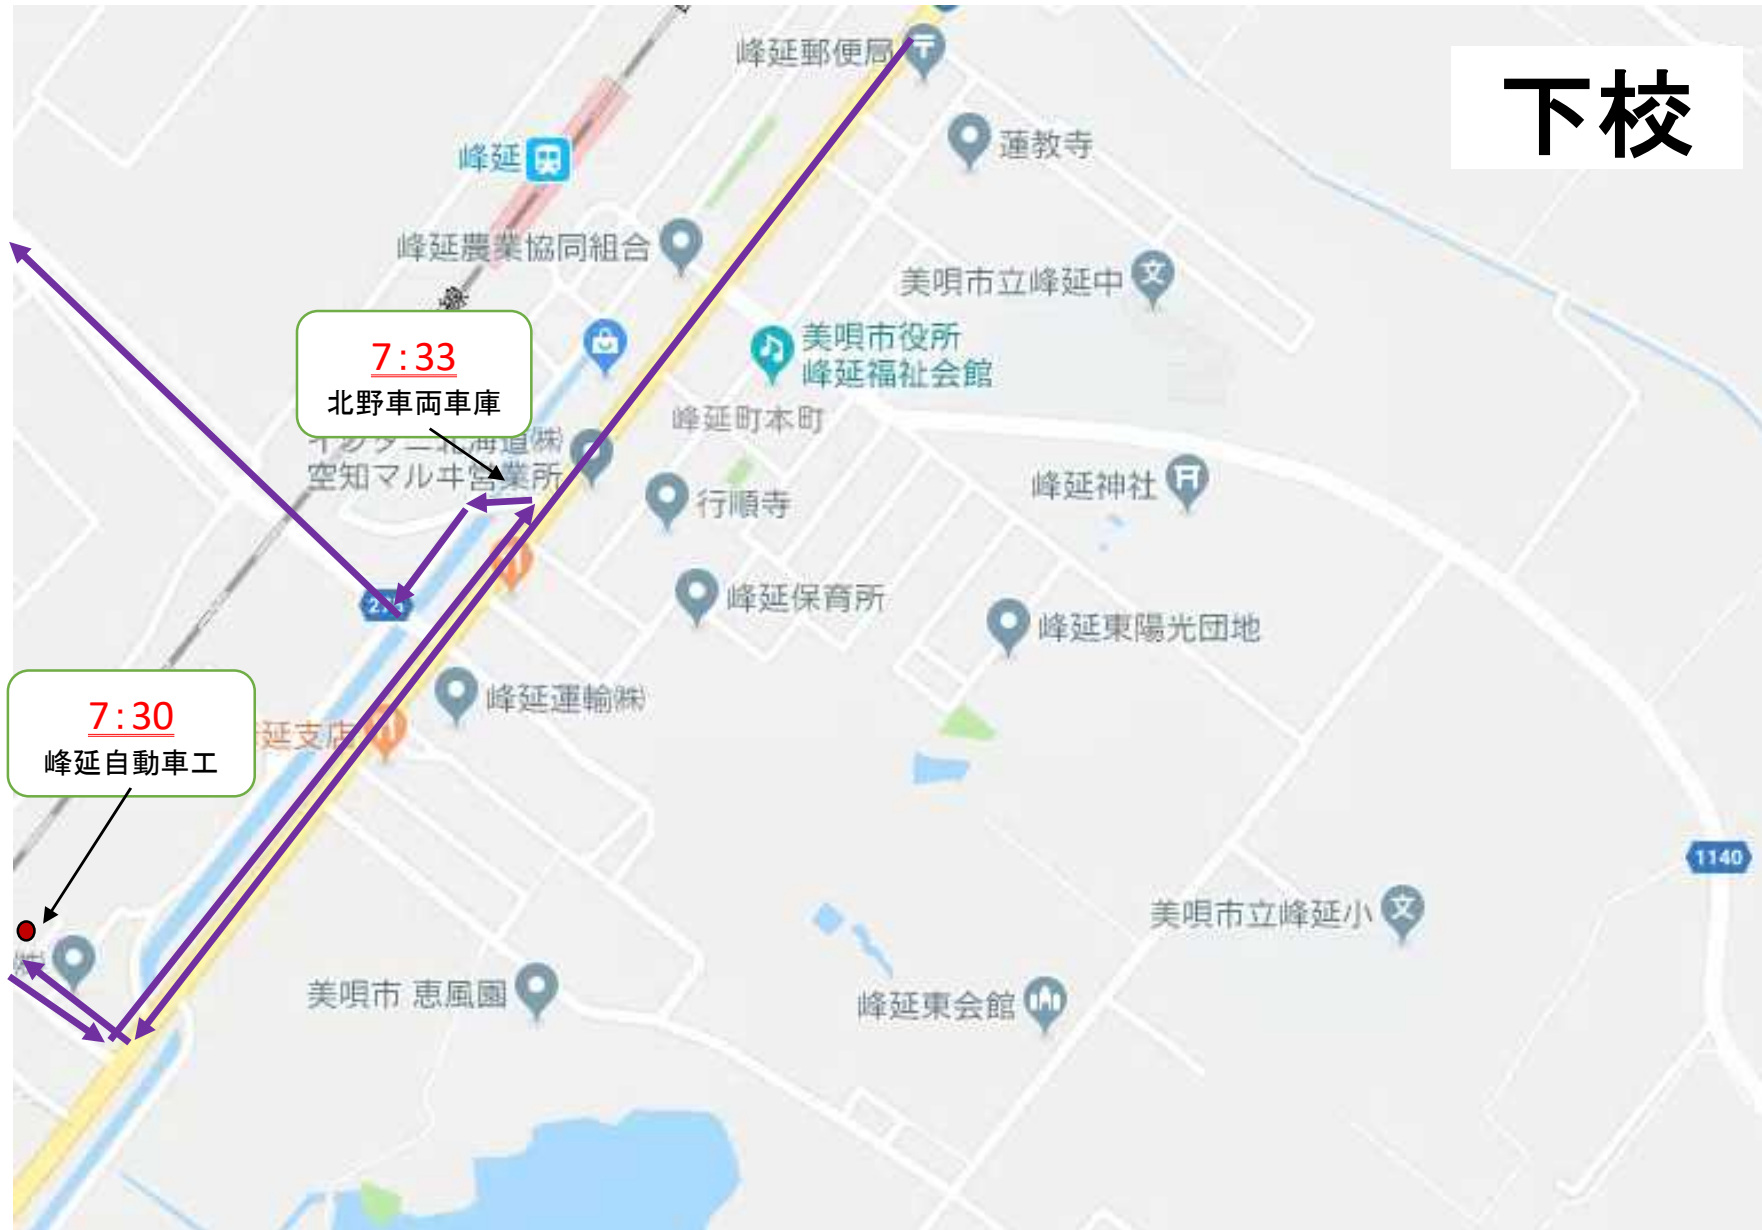 下校
峰延郵便局
蓮教寺
峰延
峰延農業協同組合
美唄市立峰延中
美唄市役所
峰延福祉会館
7:33
北野車両車庫
峰延町本町
空知マルヰ営業所
行順寺
峰延神社
峰延保育所
峰延東陽光団地
7:30
峰延自動車工
峰延運輸㈱
延支店
1140
美唄市立峰延小
㈱
美唄市 恵風園
峰延東会館